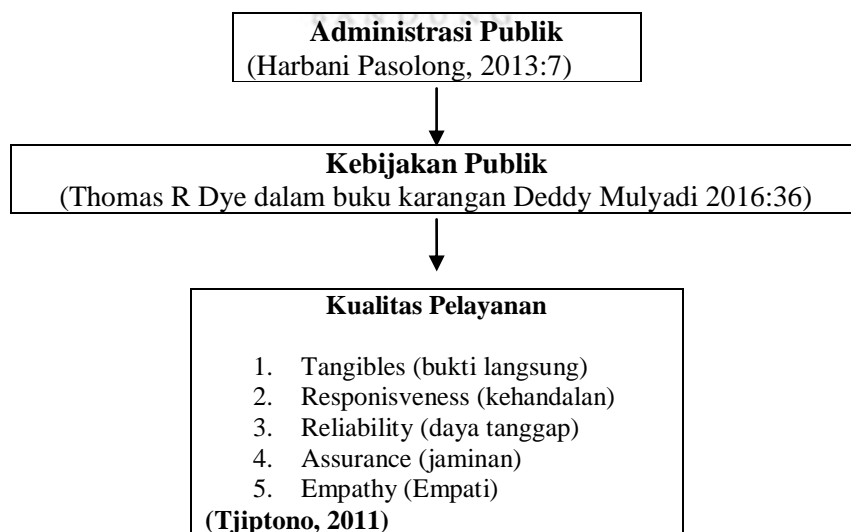 BANDUNG
Administrasi Publik
(Harbani Pasolong, 2013:7)
Kebijakan Publik
(Thomas R Dye dalam buku karangan Deddy Mulyadi 2016:36)
Kualitas Pelayanan
1. Tangibles (bukti langsung)
2. Responisveness (kehandalan)
3. Reliability (daya tanggap)
4. Assurance (jaminan)
5. Empathy (Empati)
(Tjiptono, 2011)